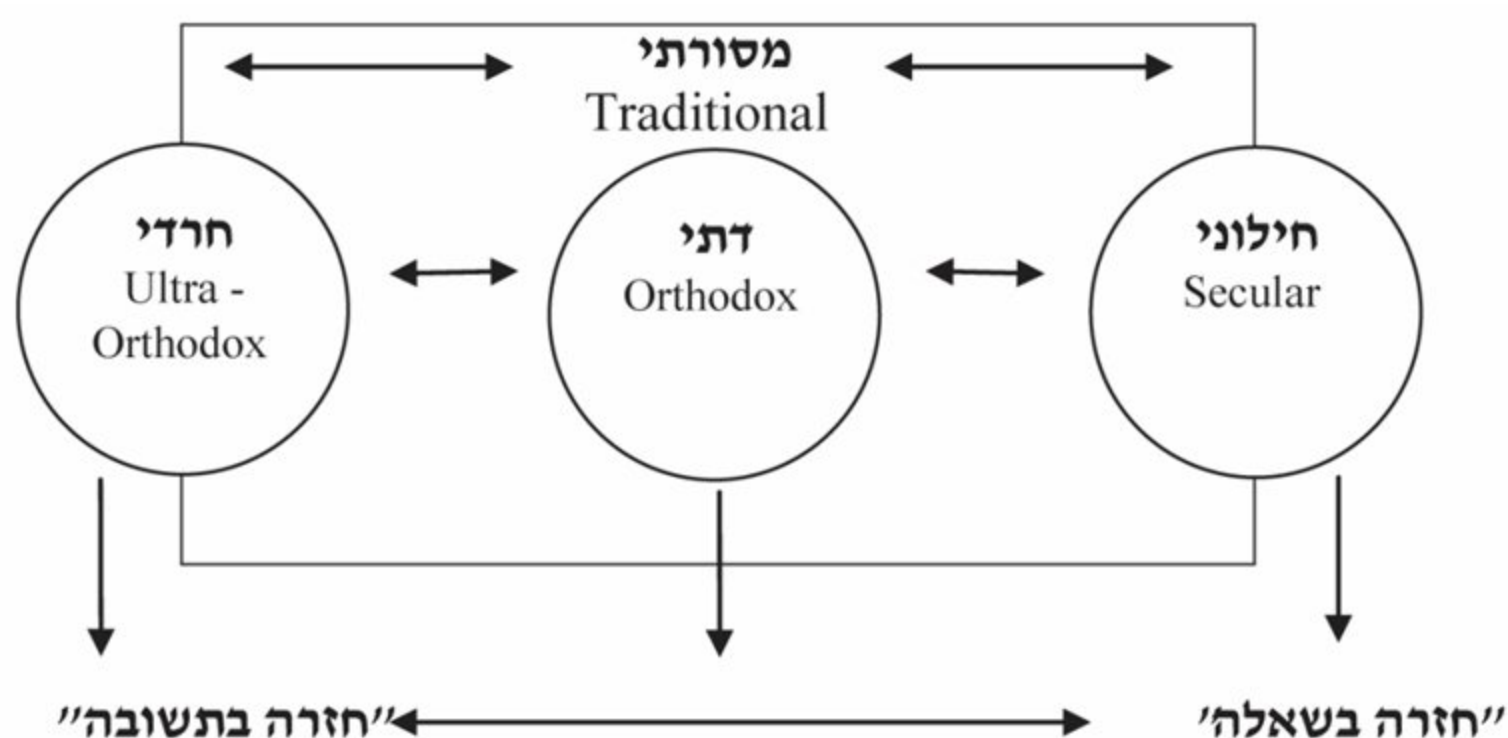 מסורתי
Traditional
חרדי
Ultra -
Orthodox
דתי
Orthodox
חילוני
Secular
"חזרה בתשובה"
"חזרה בשאלה'